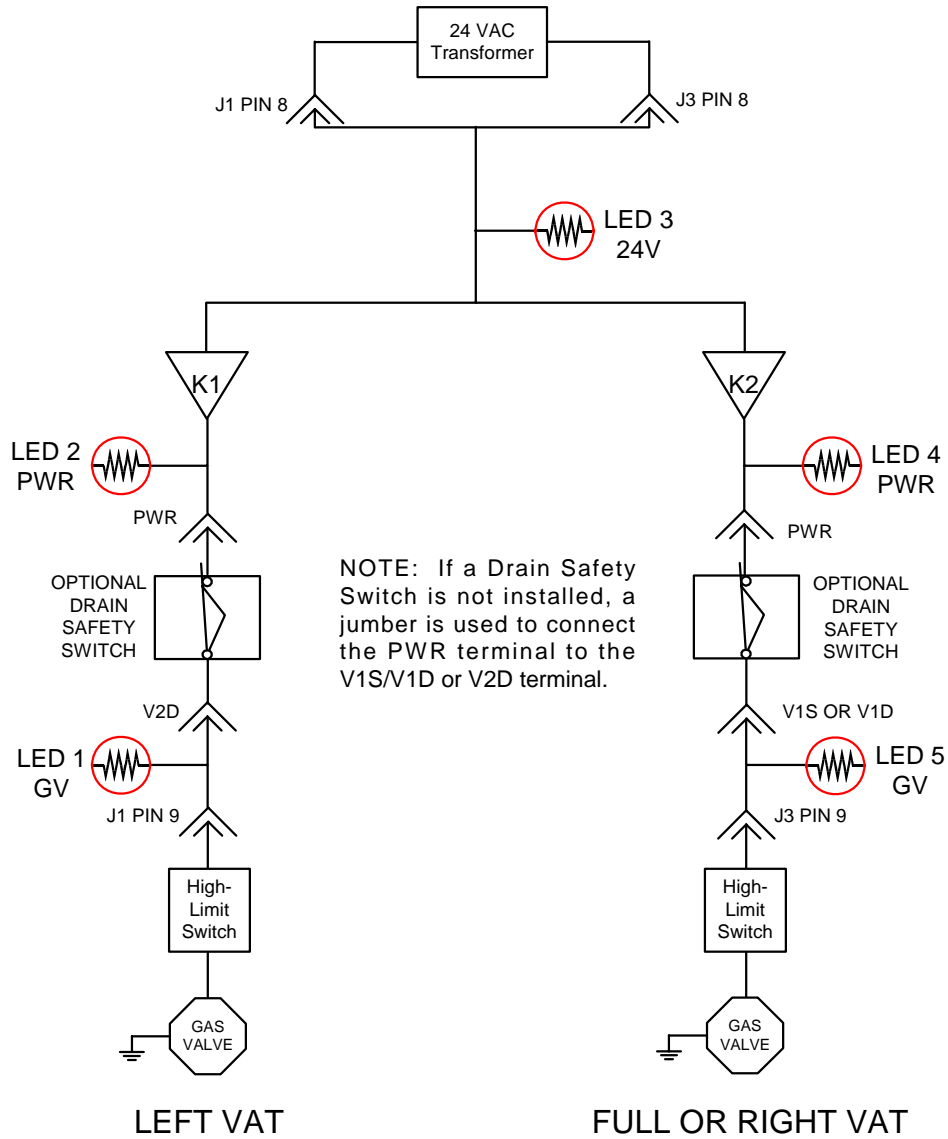 24 VAC
Transformer
J1 PIN 8
J3 PIN 8
LED 3
24V
K1
K2
LED 2
PWR
LED 4
PWR
PWR
PWR
OPTIONAL
DRAIN
SAFETY
SWITCH
NOTE: If a Drain Safety
Switch is not installed, a
jumber is used to connect
the PWR terminal to the
V1S/V1D or V2D terminal.
OPTIONAL
DRAIN
SAFETY
SWITCH
V2D
V1S OR V1D
LED 1
GV
LED 5
GV
J1 PIN 9
J3 PIN 9
High-
Limit
Switch
High-
Limit
Switch
GAS
VALVE
GAS
VALVE
LEFT VAT
FULL OR RIGHT VAT